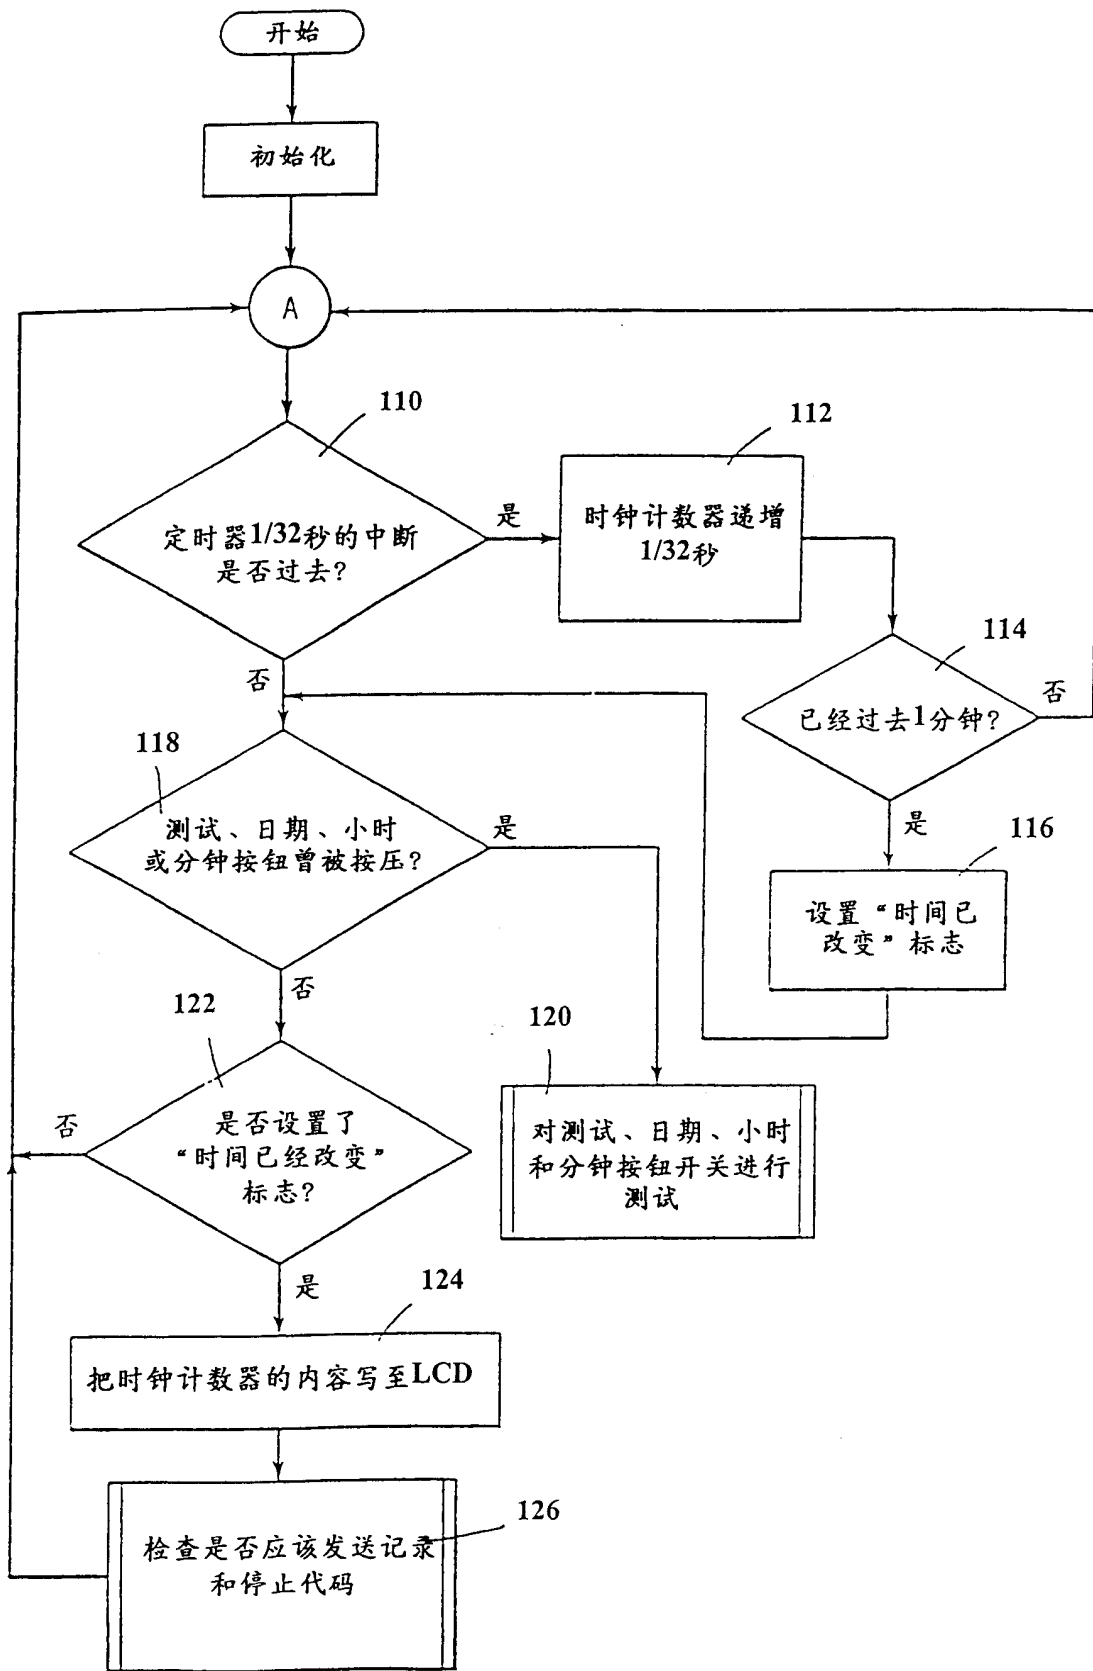 开始
初始化
A
110
定时器1/32秒的中断
是否过去?
是
否
112
时钟计数器递增
1/32秒
114
已经过去1分钟?
否
是
116
设置“时间已
改变”标志
118
测试、日期、小时
或分钟按钮曾被按压?
是
否
120
对测试、日期、小时
和分钟按钮开关进行
测试
122
是否设置了
“时间已经改变”
标志?
否
是
124
把时钟计数器的内容写至LCD
126
检查是否应该发送记录
和停止代码